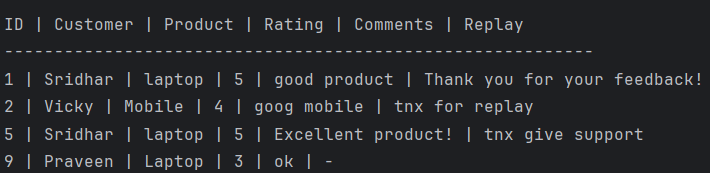 ID | Customer | Product | Rating | Comments | Replay
-----------------------------------------------------------
1 | Sridhar | laptop | 5 | good product | Thank you for your feedback!
2 | Vicky | Mobile | 4 | goog mobile | tnx for replay
5 | Sridhar | laptop | 5 | Excellent product! | tnx give support
9 | Praveen | Laptop | 3 | ok | -